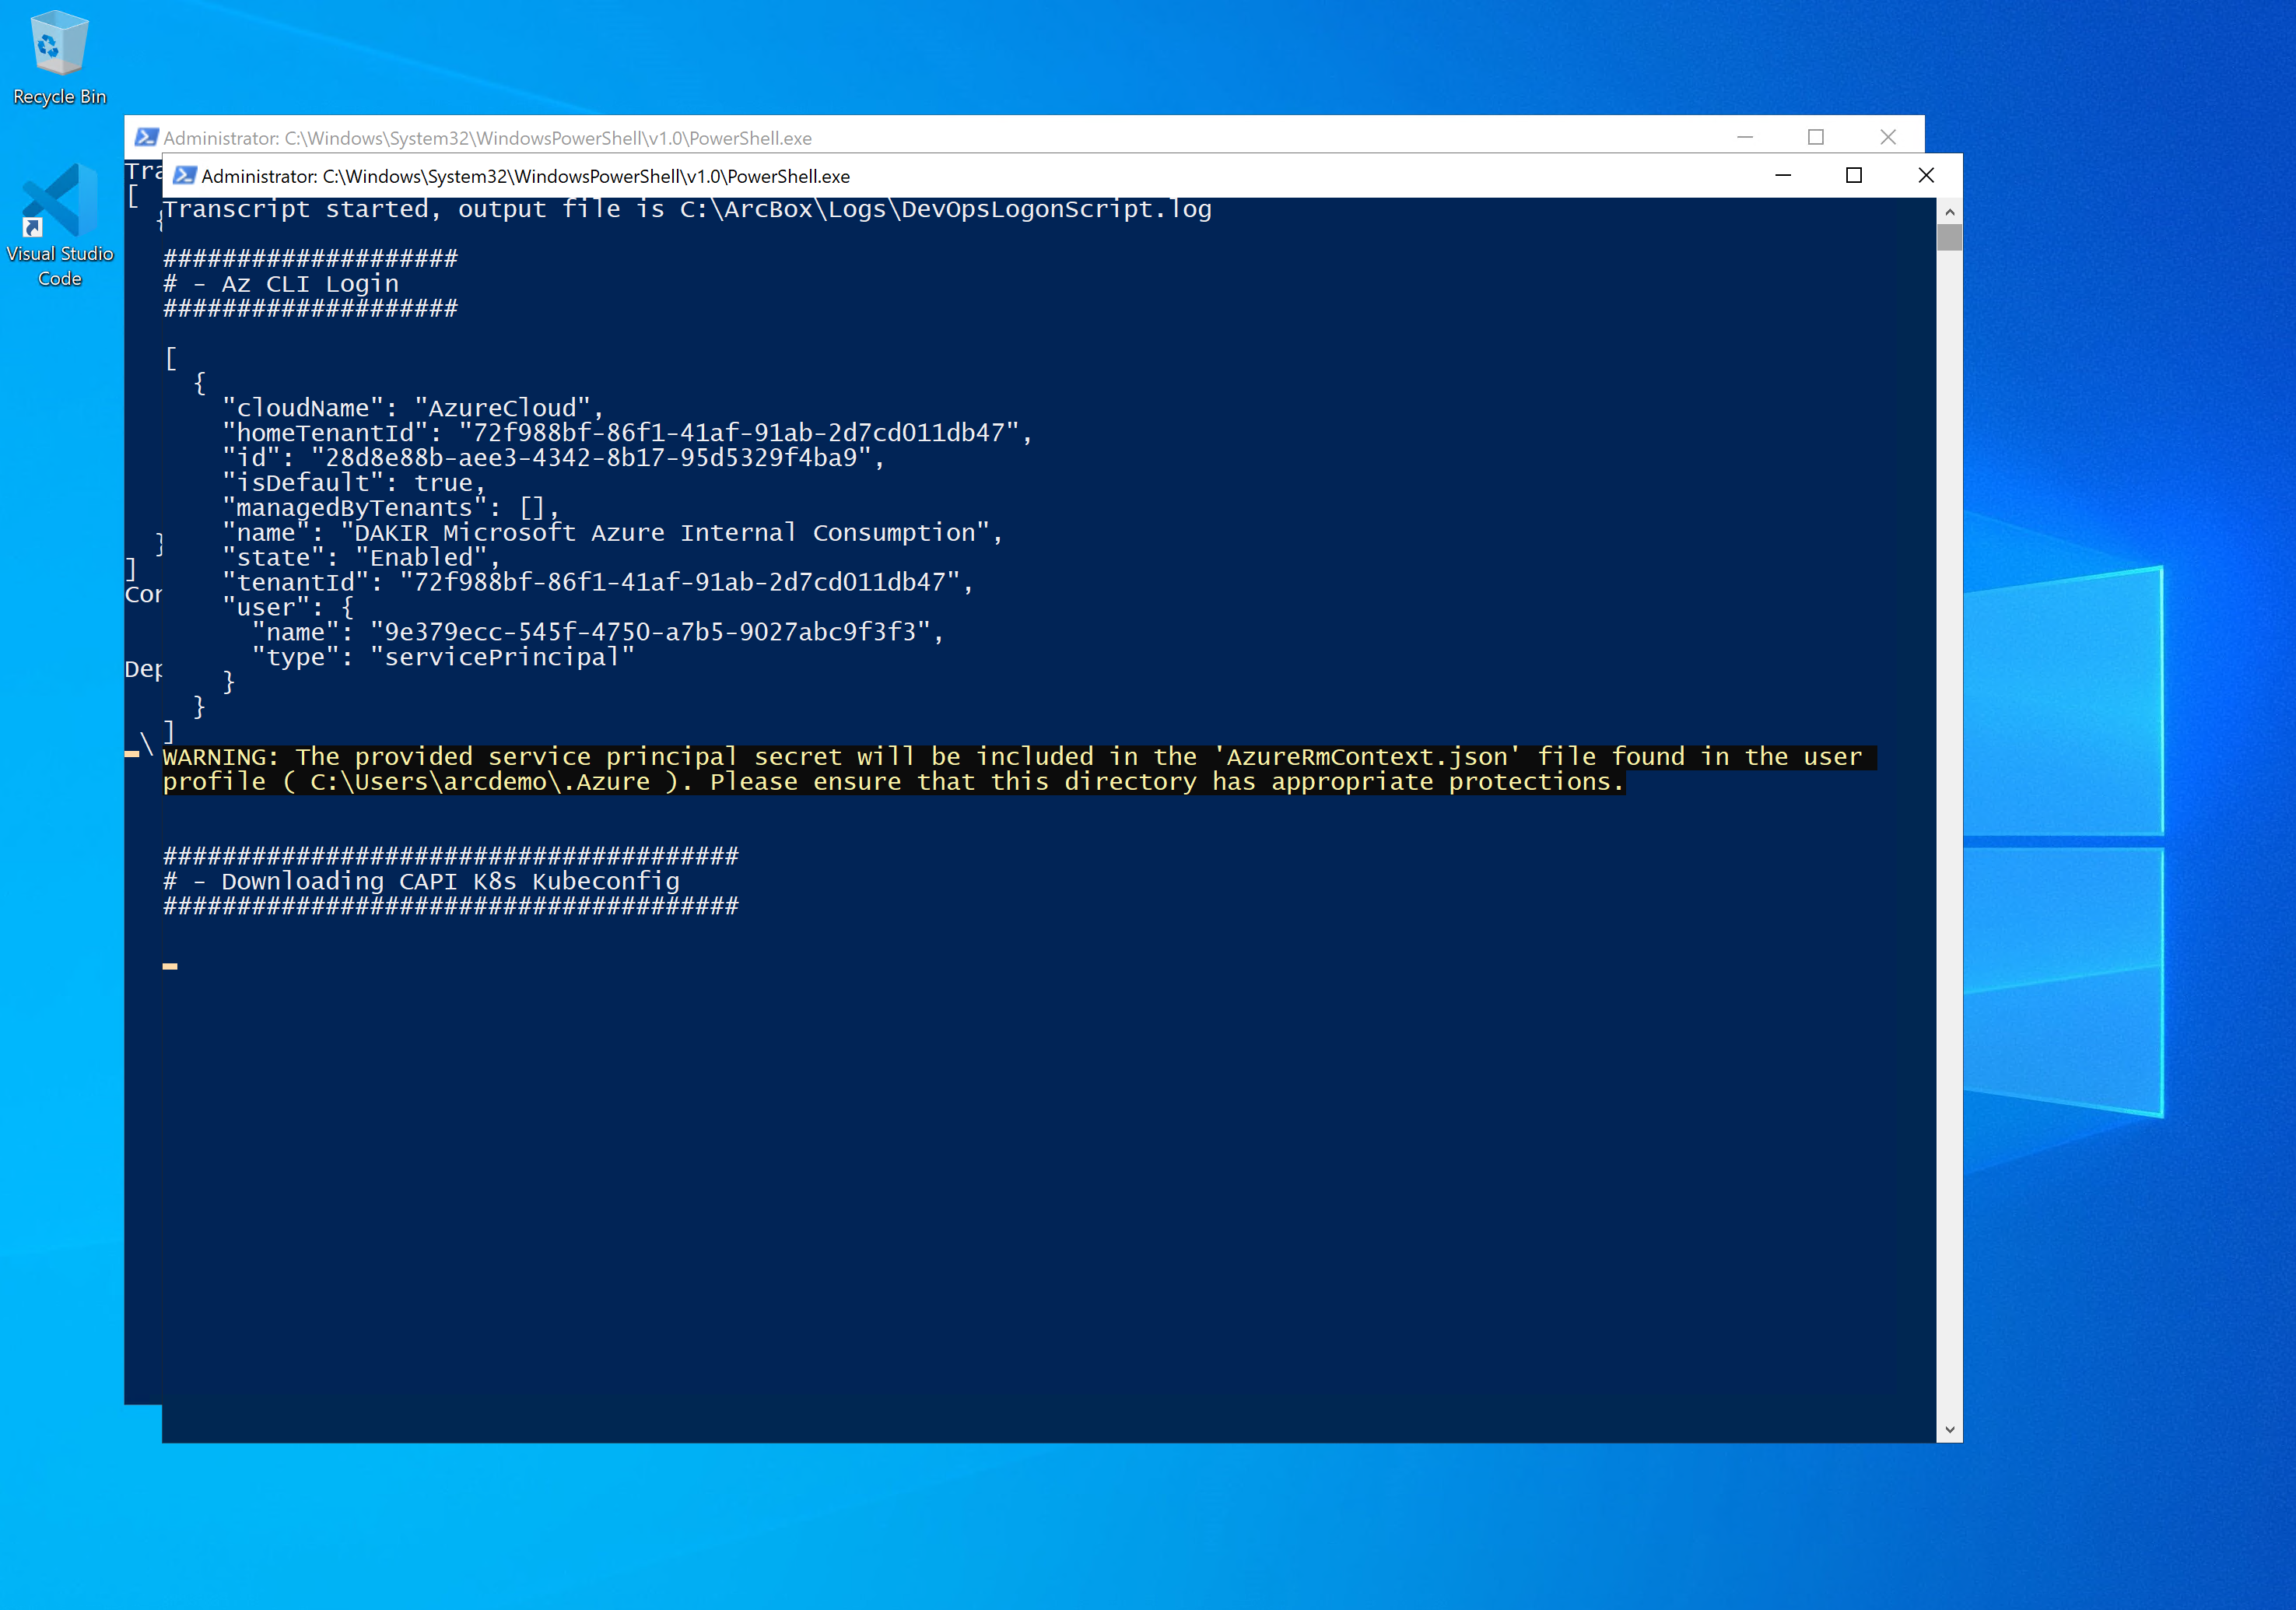 Recycle Bin
Visual Studio
Code
Administrator: C:\Windows\System32\WindowsPowerShell\v1.0\PowerShell.exe
Administrator: C:\Windows\System32\WindowsPowerShell\v1.0\PowerShell.exe
Transcript started, output file is C:\ArcBox\Logs\DevOpsLogonScript.log
####################
# - Az CLI Login
####################
[
  {
    "cloudName": "AzureCloud",
    "homeTenantId": "72f988bf-86f1-41af-91ab-2d7cd011db47",
    "id": "28d8e88b-aee3-4342-8b17-95d5329f4ba9",
    "isDefault": true,
    "managedByTenants": [],
    "name": "DAKIR Microsoft Azure Internal Consumption",
    "state": "Enabled",
    "tenantId": "72f988bf-86f1-41af-91ab-2d7cd011db47",
    "user": {
      "name": "9e379ecc-545f-4750-a7b5-9027abc9f3f3",
      "type": "servicePrincipal"
    }
  }
]
WARNING: The provided service principal secret will be included in the 'AzureRmContext.json' file found in the user
profile ( C:\Users\arcdemo\.Azure ). Please ensure that this directory has appropriate protections.
#######################################
# - Downloading CAPI K8s Kubeconfig
#######################################